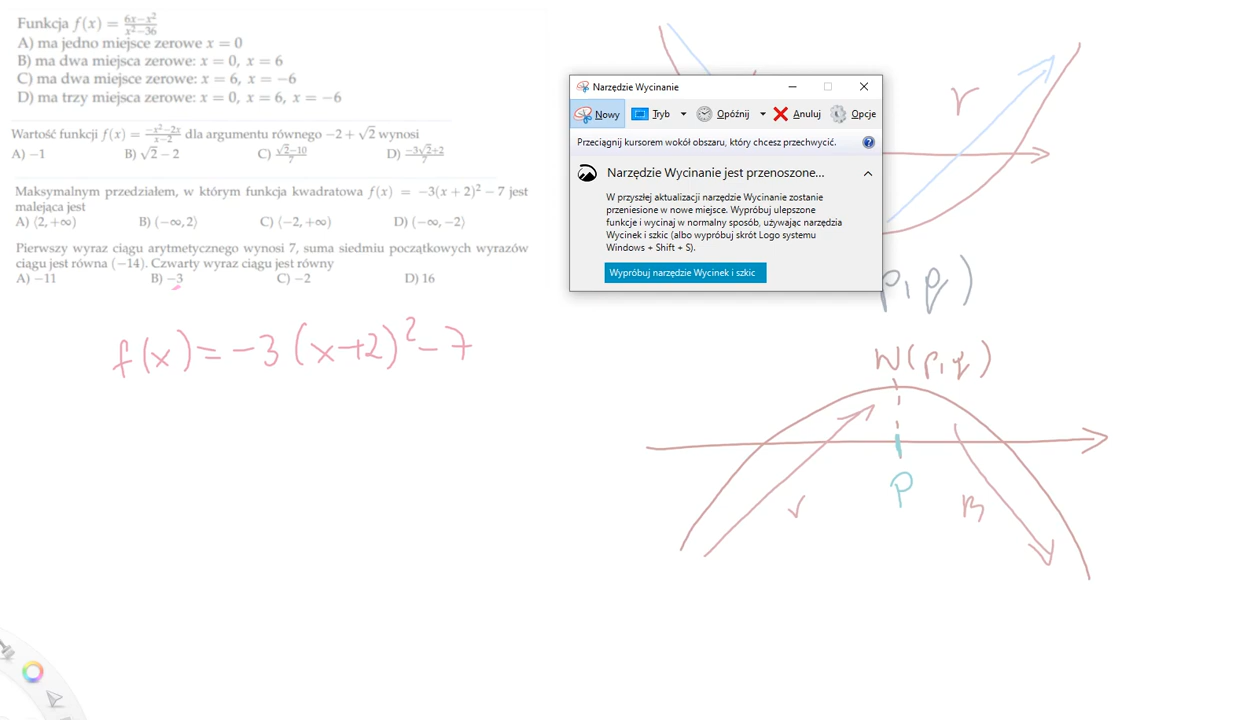 Funkcja f(x) = \frac{6x−x²}{x²−36}
A) ma jedno miejsce zerowe x = 0
B) ma dwa miejsca zerowe: x = 0, x = 6
C) ma dwa miejsce zerowe: x = 6, x = −6
D) ma trzy miejsca zerowe: x = 0, x = 6, x = −6
Wartość funkcji f(x) = \frac{−x²−2x}{x−2} dla argumentu równego −2 + √2 wynosi
A) −1 B) √2 − 2 C) \frac{√2−10}{7} D) \frac{−3√2+2}{7}
Maksymalnym przedziałem, w którym funkcja kwadratowa f(x) = −3(x + 2)² − 7 jest
malejąca jest
A) ⟨2, +∞) B) (−∞, 2⟩ C) ⟨−2, +∞) D) (−∞, −2⟩
Pierwszy wyraz ciągu arytmetycznego wynosi 7, suma siedmiu początkowych wyrazów
ciągu jest równa (−14). Czwarty wyraz ciągu jest równy
A) −11 B) −3 C) −2 D) 16
f(x) = −3 (x+2)² − 7
Narzędzie Wycinanie
Nowy Tryb Opóźnij Anuluj Opcje
Przeciągnij kursorem wokół obszaru, który chcesz przechwycić.
Narzędzie Wycinanie jest przenoszone...
W przyszłej aktualizacji narzędzie Wycinanie zostanie
przeniesione w nowe miejsce. Wypróbuj ulepszone
funkcje i wycinaj w normalny sposób, używając narzędzia
Wycinek i szkic (albo wypróbuj skrót Logo systemu
Windows + Shift + S).
Wypróbuj narzędzie Wycinek i szkic
r
p, q)
W(p, q)
r
p